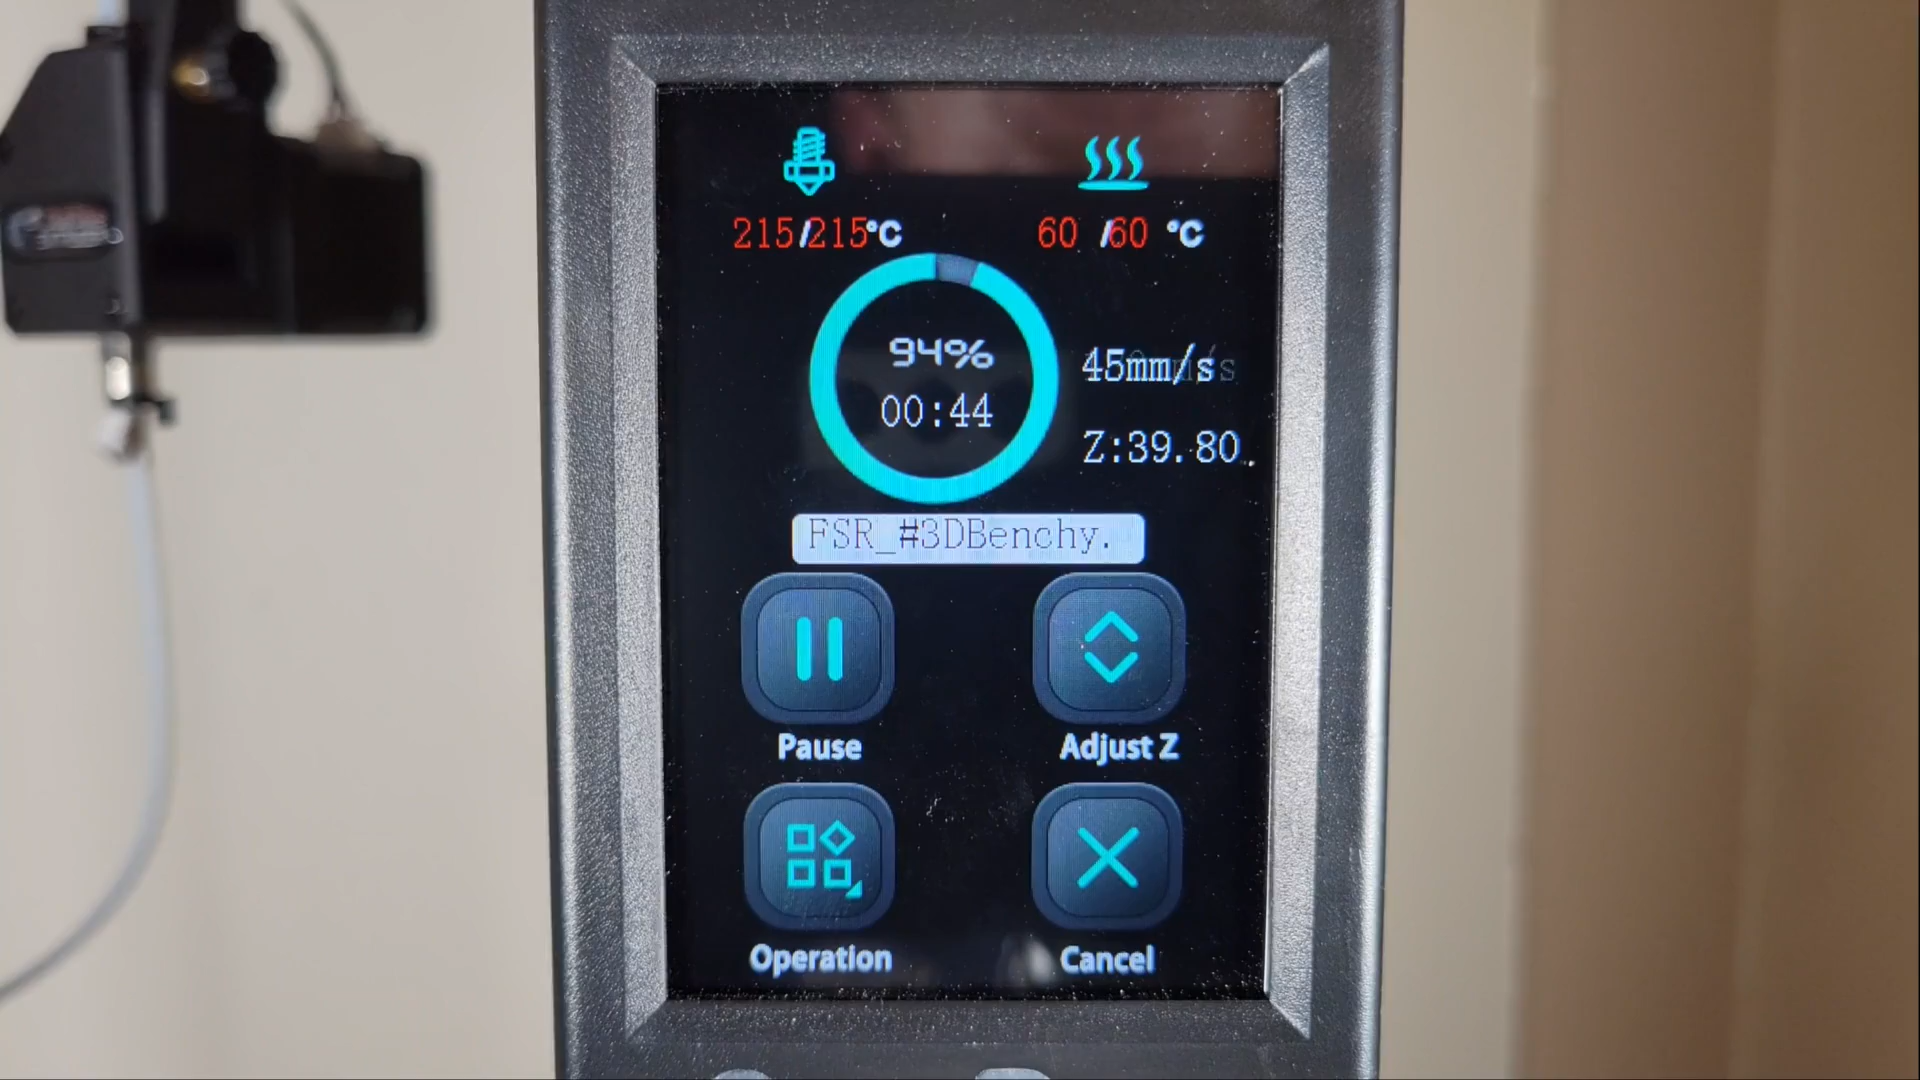 215/215°C 60 /60 °C
94%
00:44
45mm/s
Z:39.80
FSR_#3DBenchy.
Pause Adjust Z
Operation Cancel